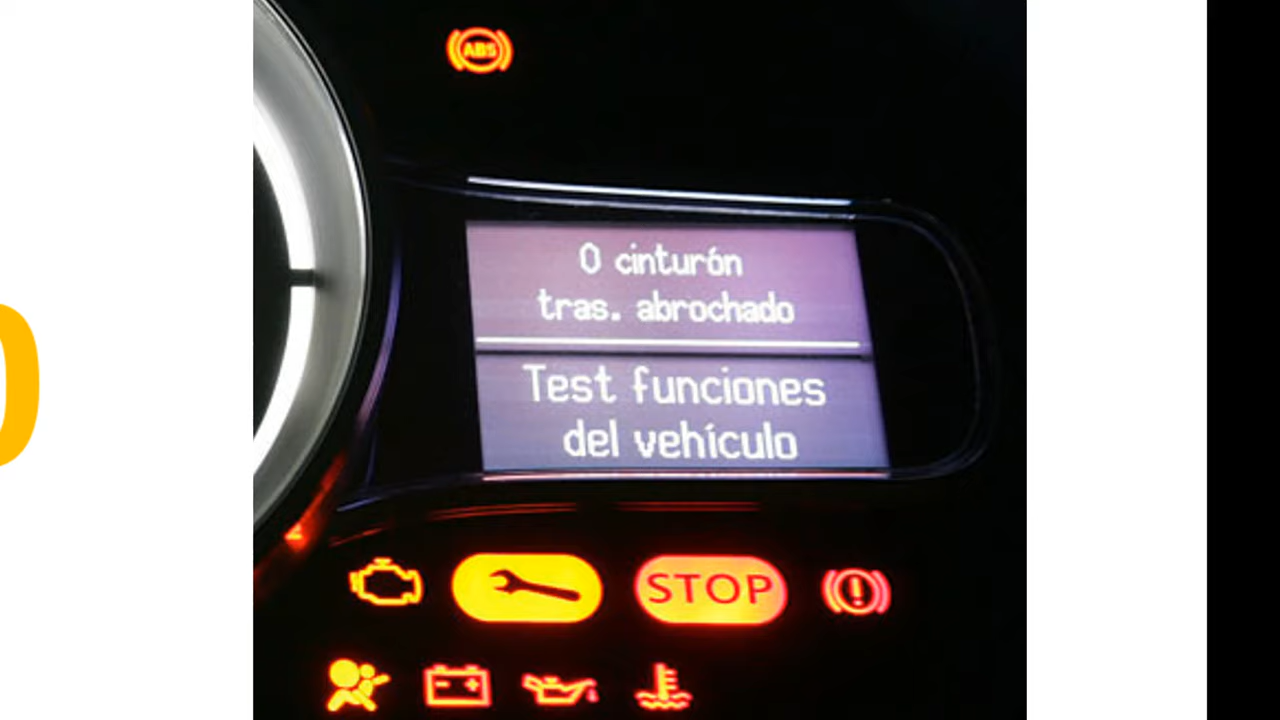 ABS
0 cinturón
tras. abrochado
Test funciones
del vehículo
STOP